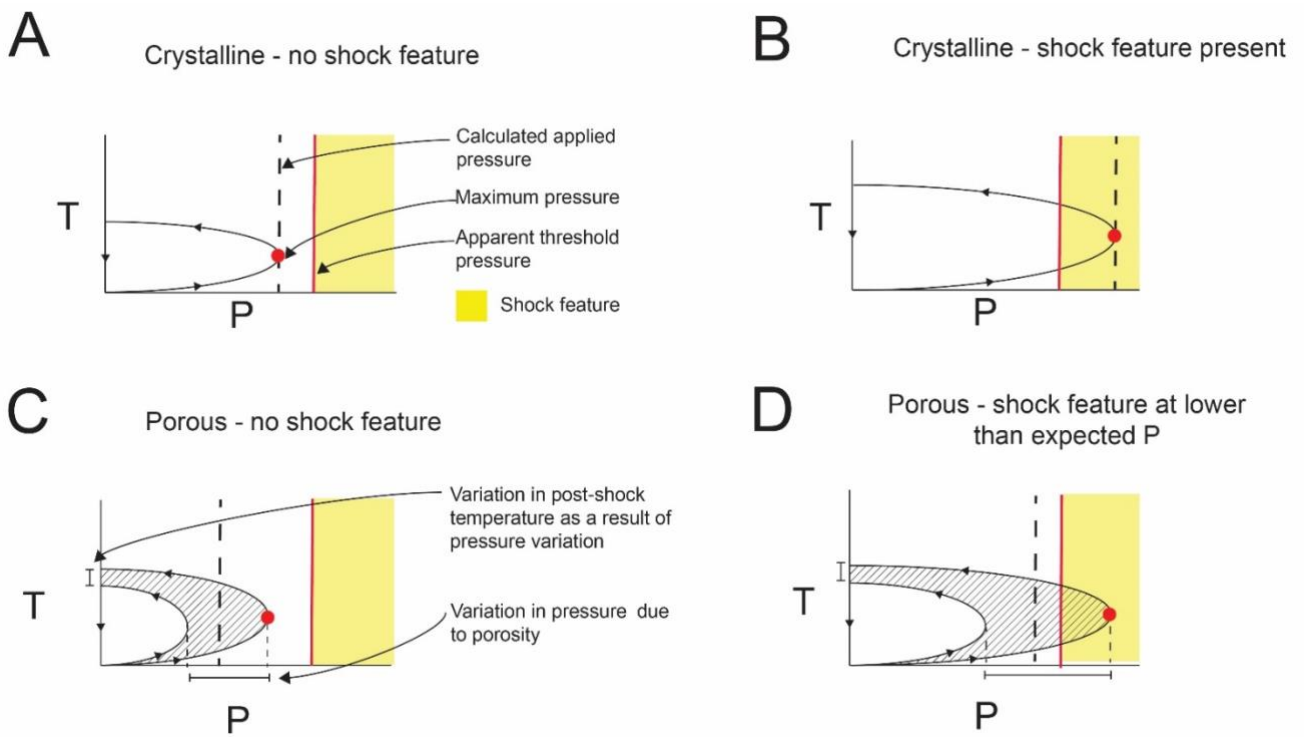 A
Crystalline - no shock feature
T
P
Calculated applied
pressure
Maximum pressure
Apparent threshold
pressure
Shock feature
B
Crystalline - shock feature present
T
P
C
Porous - no shock feature
T
P
Variation in post-shock
temperature as a result of
pressure variation
Variation in pressure due
to porosity
D
Porous - shock feature at lower
than expected P
T
P